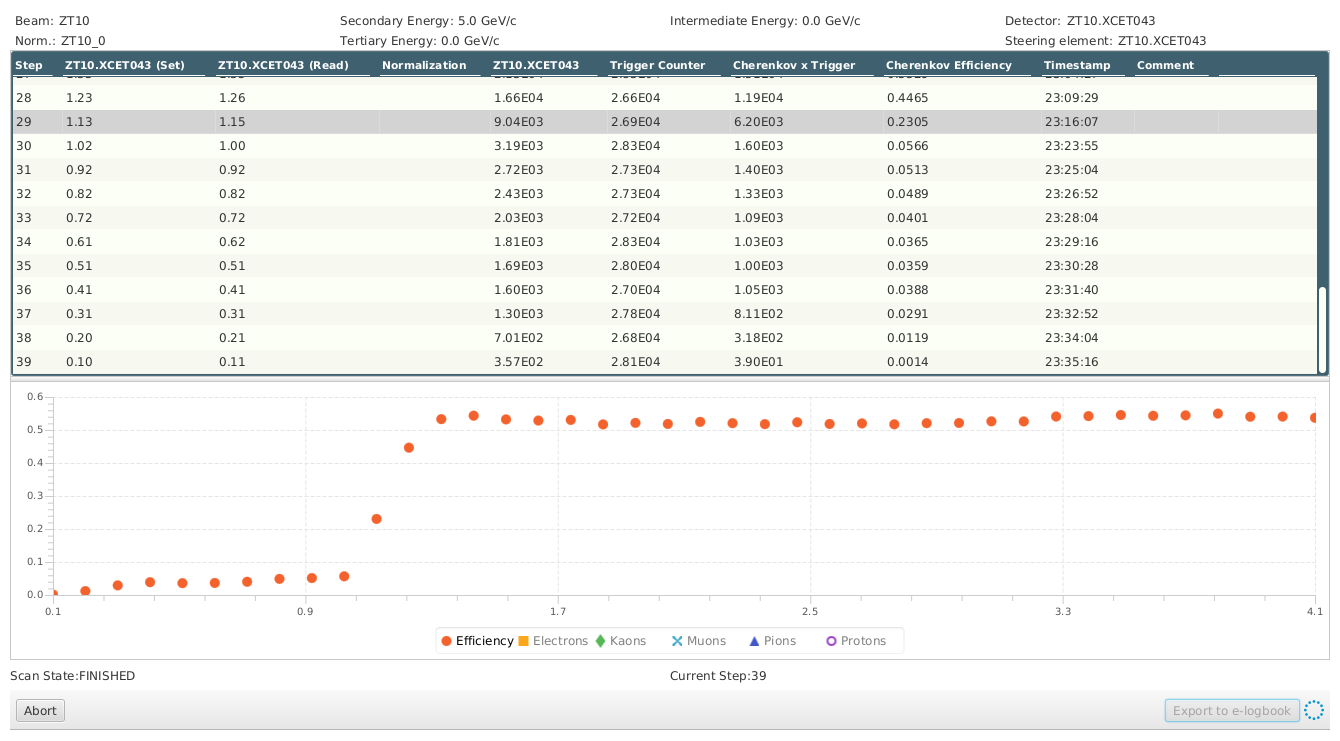 Beam: ZT10 Secondary Energy: 5.0 GeV/c Intermediate Energy: 0.0 GeV/c Detector: ZT10.XCET043
Norm.: ZT10_0 Tertiary Energy: 0.0 GeV/c Steering element: ZT10.XCET043
Step ZT10.XCET043 (Set) ZT10.XCET043 (Read) Normalization ZT10.XCET043 Trigger Counter Cherenkov x Trigger Cherenkov Efficiency Timestamp Comment
28 1.23 1.26 1.66E04 2.66E04 1.19E04 0.4465 23:09:29
29 1.13 1.15 9.04E03 2.69E04 6.20E03 0.2305 23:16:07
30 1.02 1.00 3.19E03 2.83E04 1.60E03 0.0566 23:23:55
31 0.92 0.92 2.72E03 2.73E04 1.40E03 0.0513 23:25:04
32 0.82 0.82 2.43E03 2.73E04 1.33E03 0.0489 23:26:52
33 0.72 0.72 2.03E03 2.72E04 1.09E03 0.0401 23:28:04
34 0.61 0.62 1.81E03 2.83E04 1.03E03 0.0365 23:29:16
35 0.51 0.51 1.69E03 2.80E04 1.00E03 0.0359 23:30:28
36 0.41 0.41 1.60E03 2.70E04 1.05E03 0.0388 23:31:40
37 0.31 0.31 1.30E03 2.78E04 8.11E02 0.0291 23:32:52
38 0.20 0.21 7.01E02 2.68E04 3.18E02 0.0119 23:34:04
39 0.10 0.11 3.57E02 2.81E04 3.90E01 0.0014 23:35:16
0.6
0.5
0.4
0.3
0.2
0.1
0.0
0.1 0.9 1.7 2.5 3.3 4.1
Efficiency Electrons Kaons Muons Pions Protons
Scan State:FINISHED Current Step:39
Abort Export to e-logbook